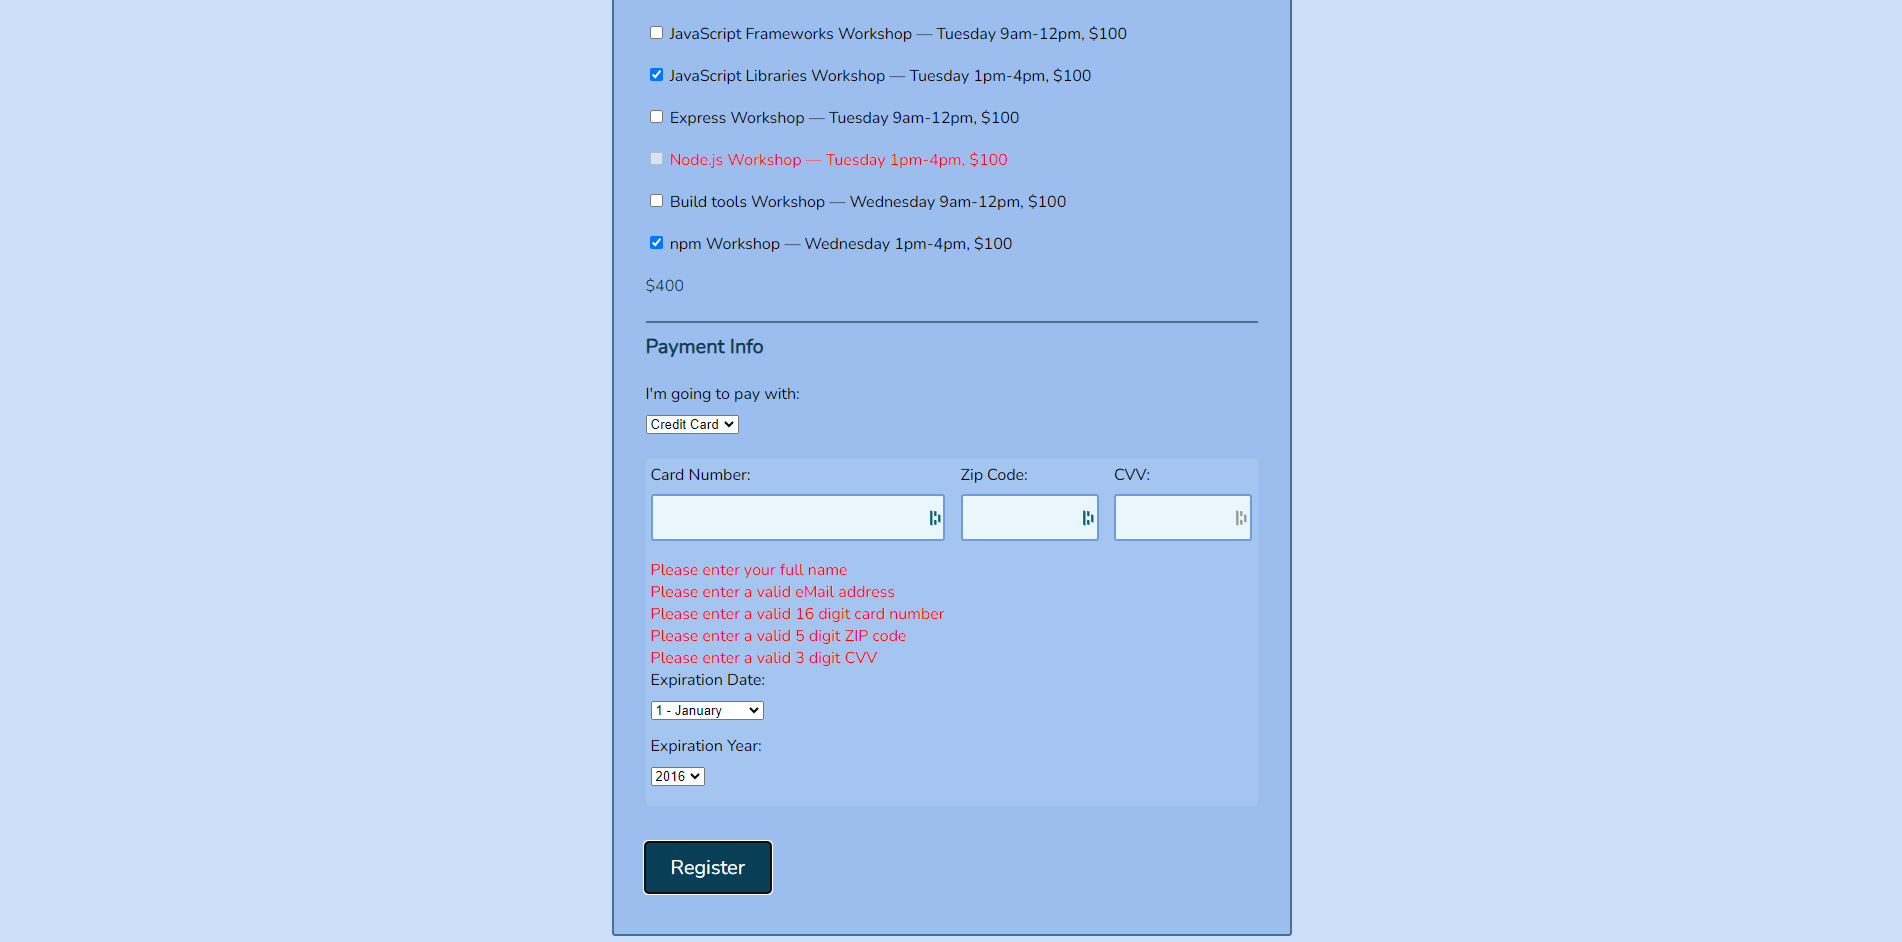 JavaScript Frameworks Workshop — Tuesday 9am-12pm, $100
JavaScript Libraries Workshop — Tuesday 1pm-4pm, $100
Express Workshop — Tuesday 9am-12pm, $100
Node.js Workshop — Tuesday 1pm-4pm, $100
Build tools Workshop — Wednesday 9am-12pm, $100
npm Workshop — Wednesday 1pm-4pm, $100
$400
Payment Info
I'm going to pay with:
Credit Card
Card Number: Zip Code: CVV:
Please enter your full name
Please enter a valid eMail address
Please enter a valid 16 digit card number
Please enter a valid 5 digit ZIP code
Please enter a valid 3 digit CVV
Expiration Date:
1 - January
Expiration Year:
2016
Register